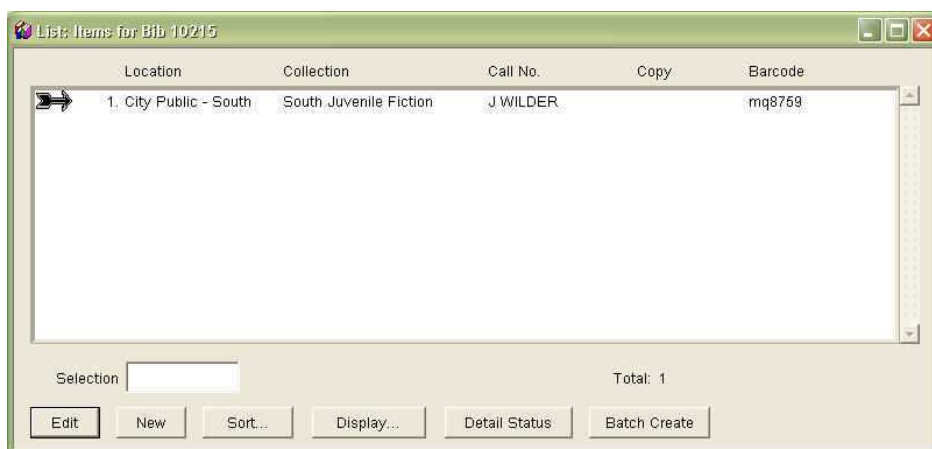 List: Items for Bib 10215
Location Collection Call No. Copy Barcode
1. City Public - South South Juvenile Fiction J WILDER mq8759
Selection Total: 1
Edit New Sort... Display... Detail Status Batch Create